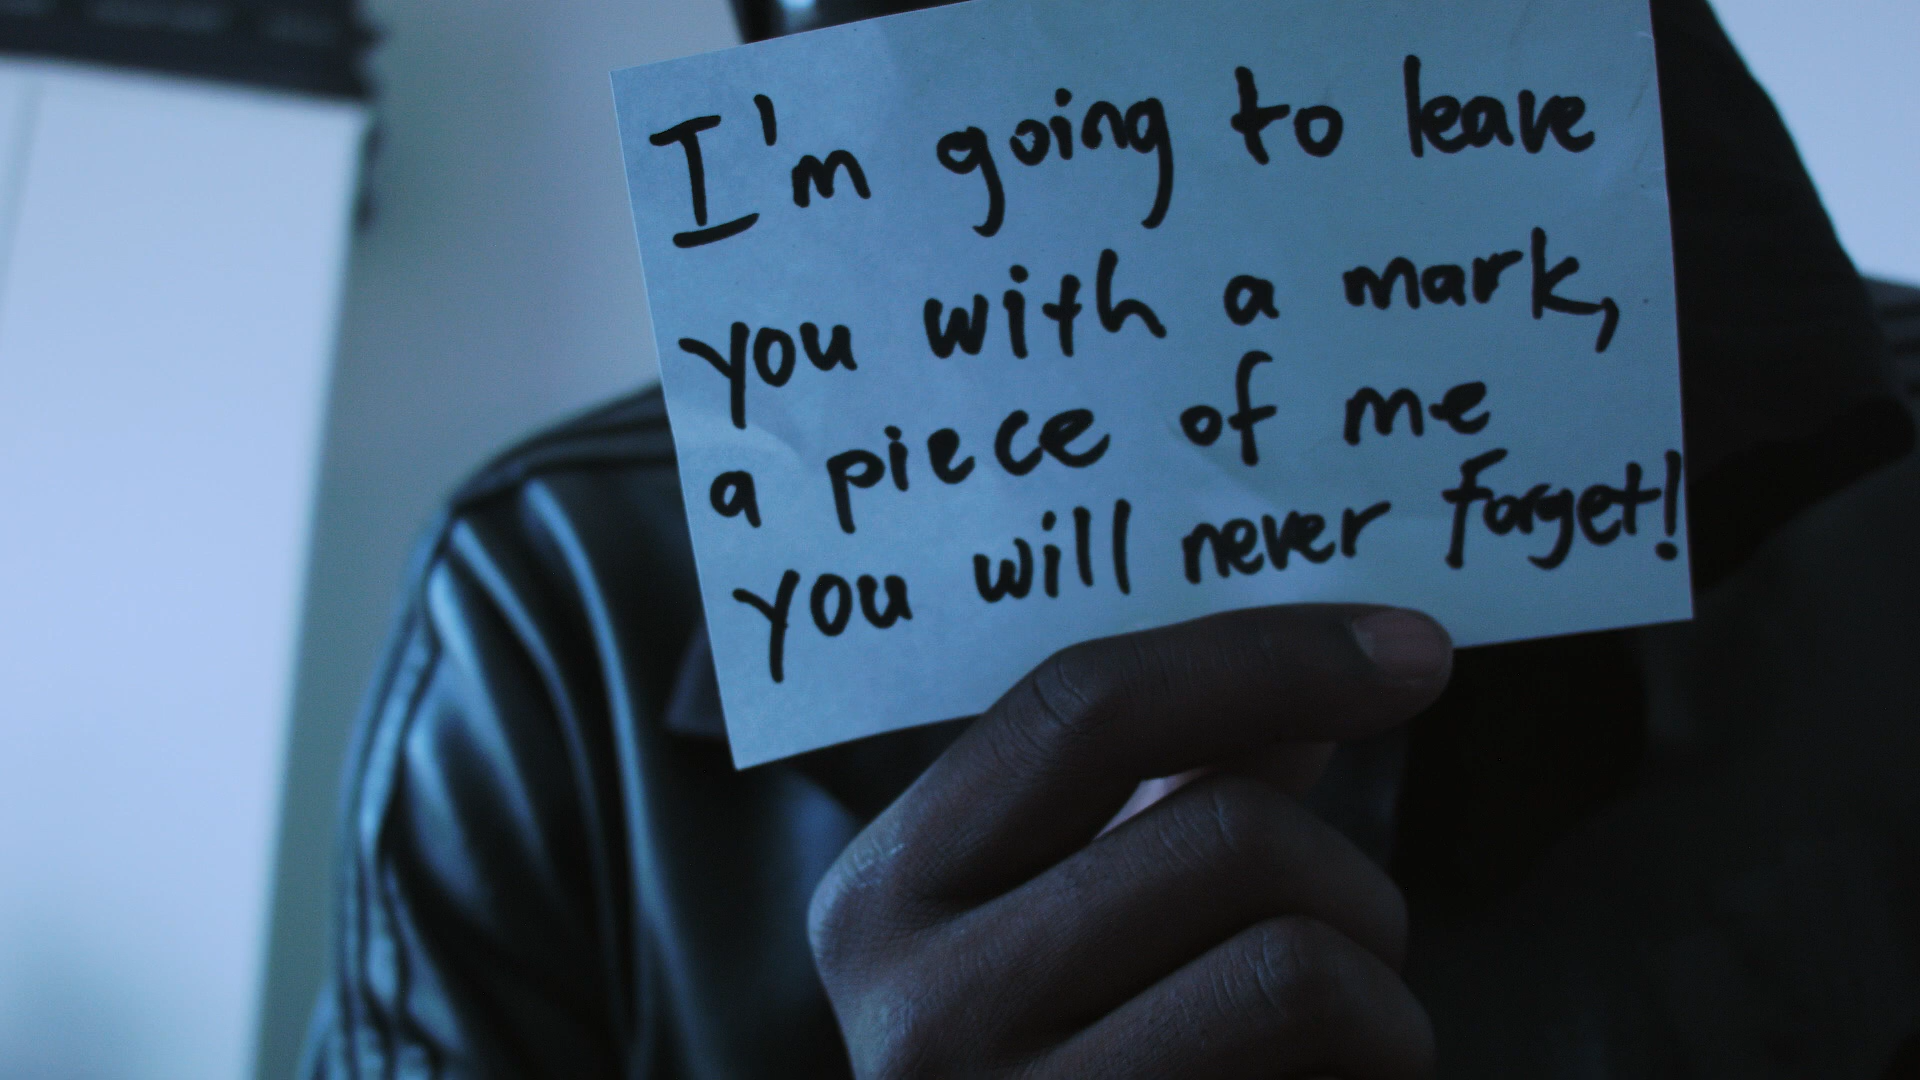 I'm going to leave
you with a mark,
a piece of me
you will never forget!